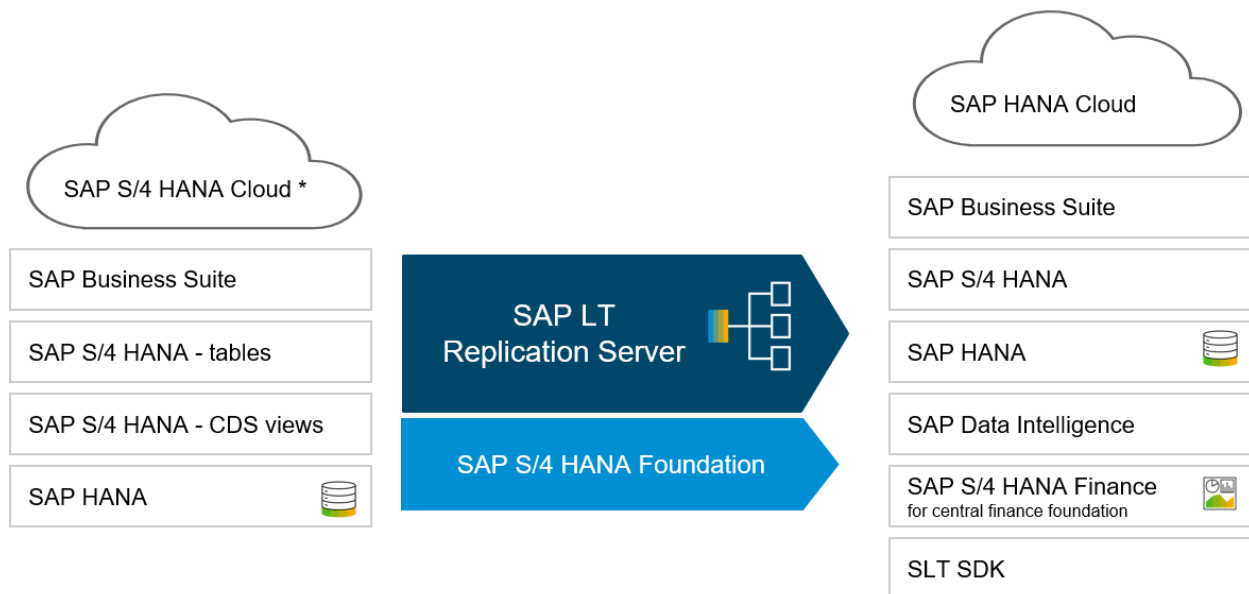 SAP S/4 HANA Cloud *
SAP Business Suite
SAP S/4 HANA - tables
SAP S/4 HANA - CDS views
SAP HANA
SAP LT
Replication Server
SAP S/4 HANA Foundation
SAP HANA Cloud
SAP Business Suite
SAP S/4 HANA
SAP HANA
SAP Data Intelligence
SAP S/4 HANA Finance
for central finance foundation
SLT SDK